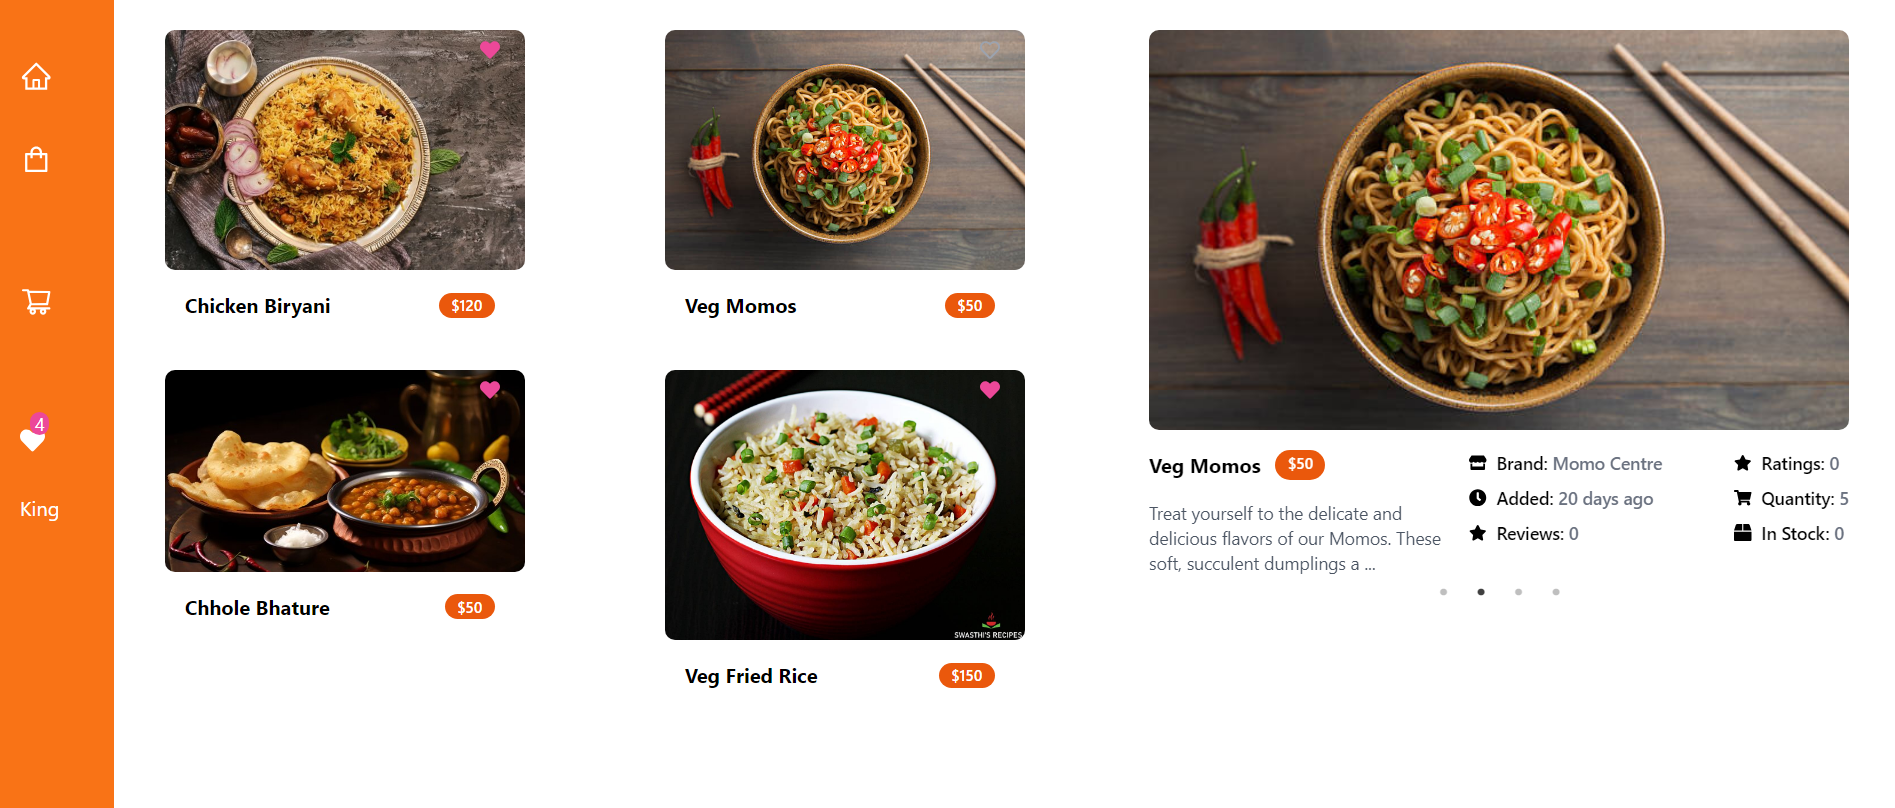 4
King
Chicken Biryani $120
Veg Momos $50
Chhole Bhature $50
SWASTHI'S RECIPES
Veg Fried Rice $150
Veg Momos $50
Treat yourself to the delicate and
delicious flavors of our Momos. These
soft, succulent dumplings a ...
Brand: Momo Centre
Added: 20 days ago
Reviews: 0
Ratings: 0
Quantity: 5
In Stock: 0